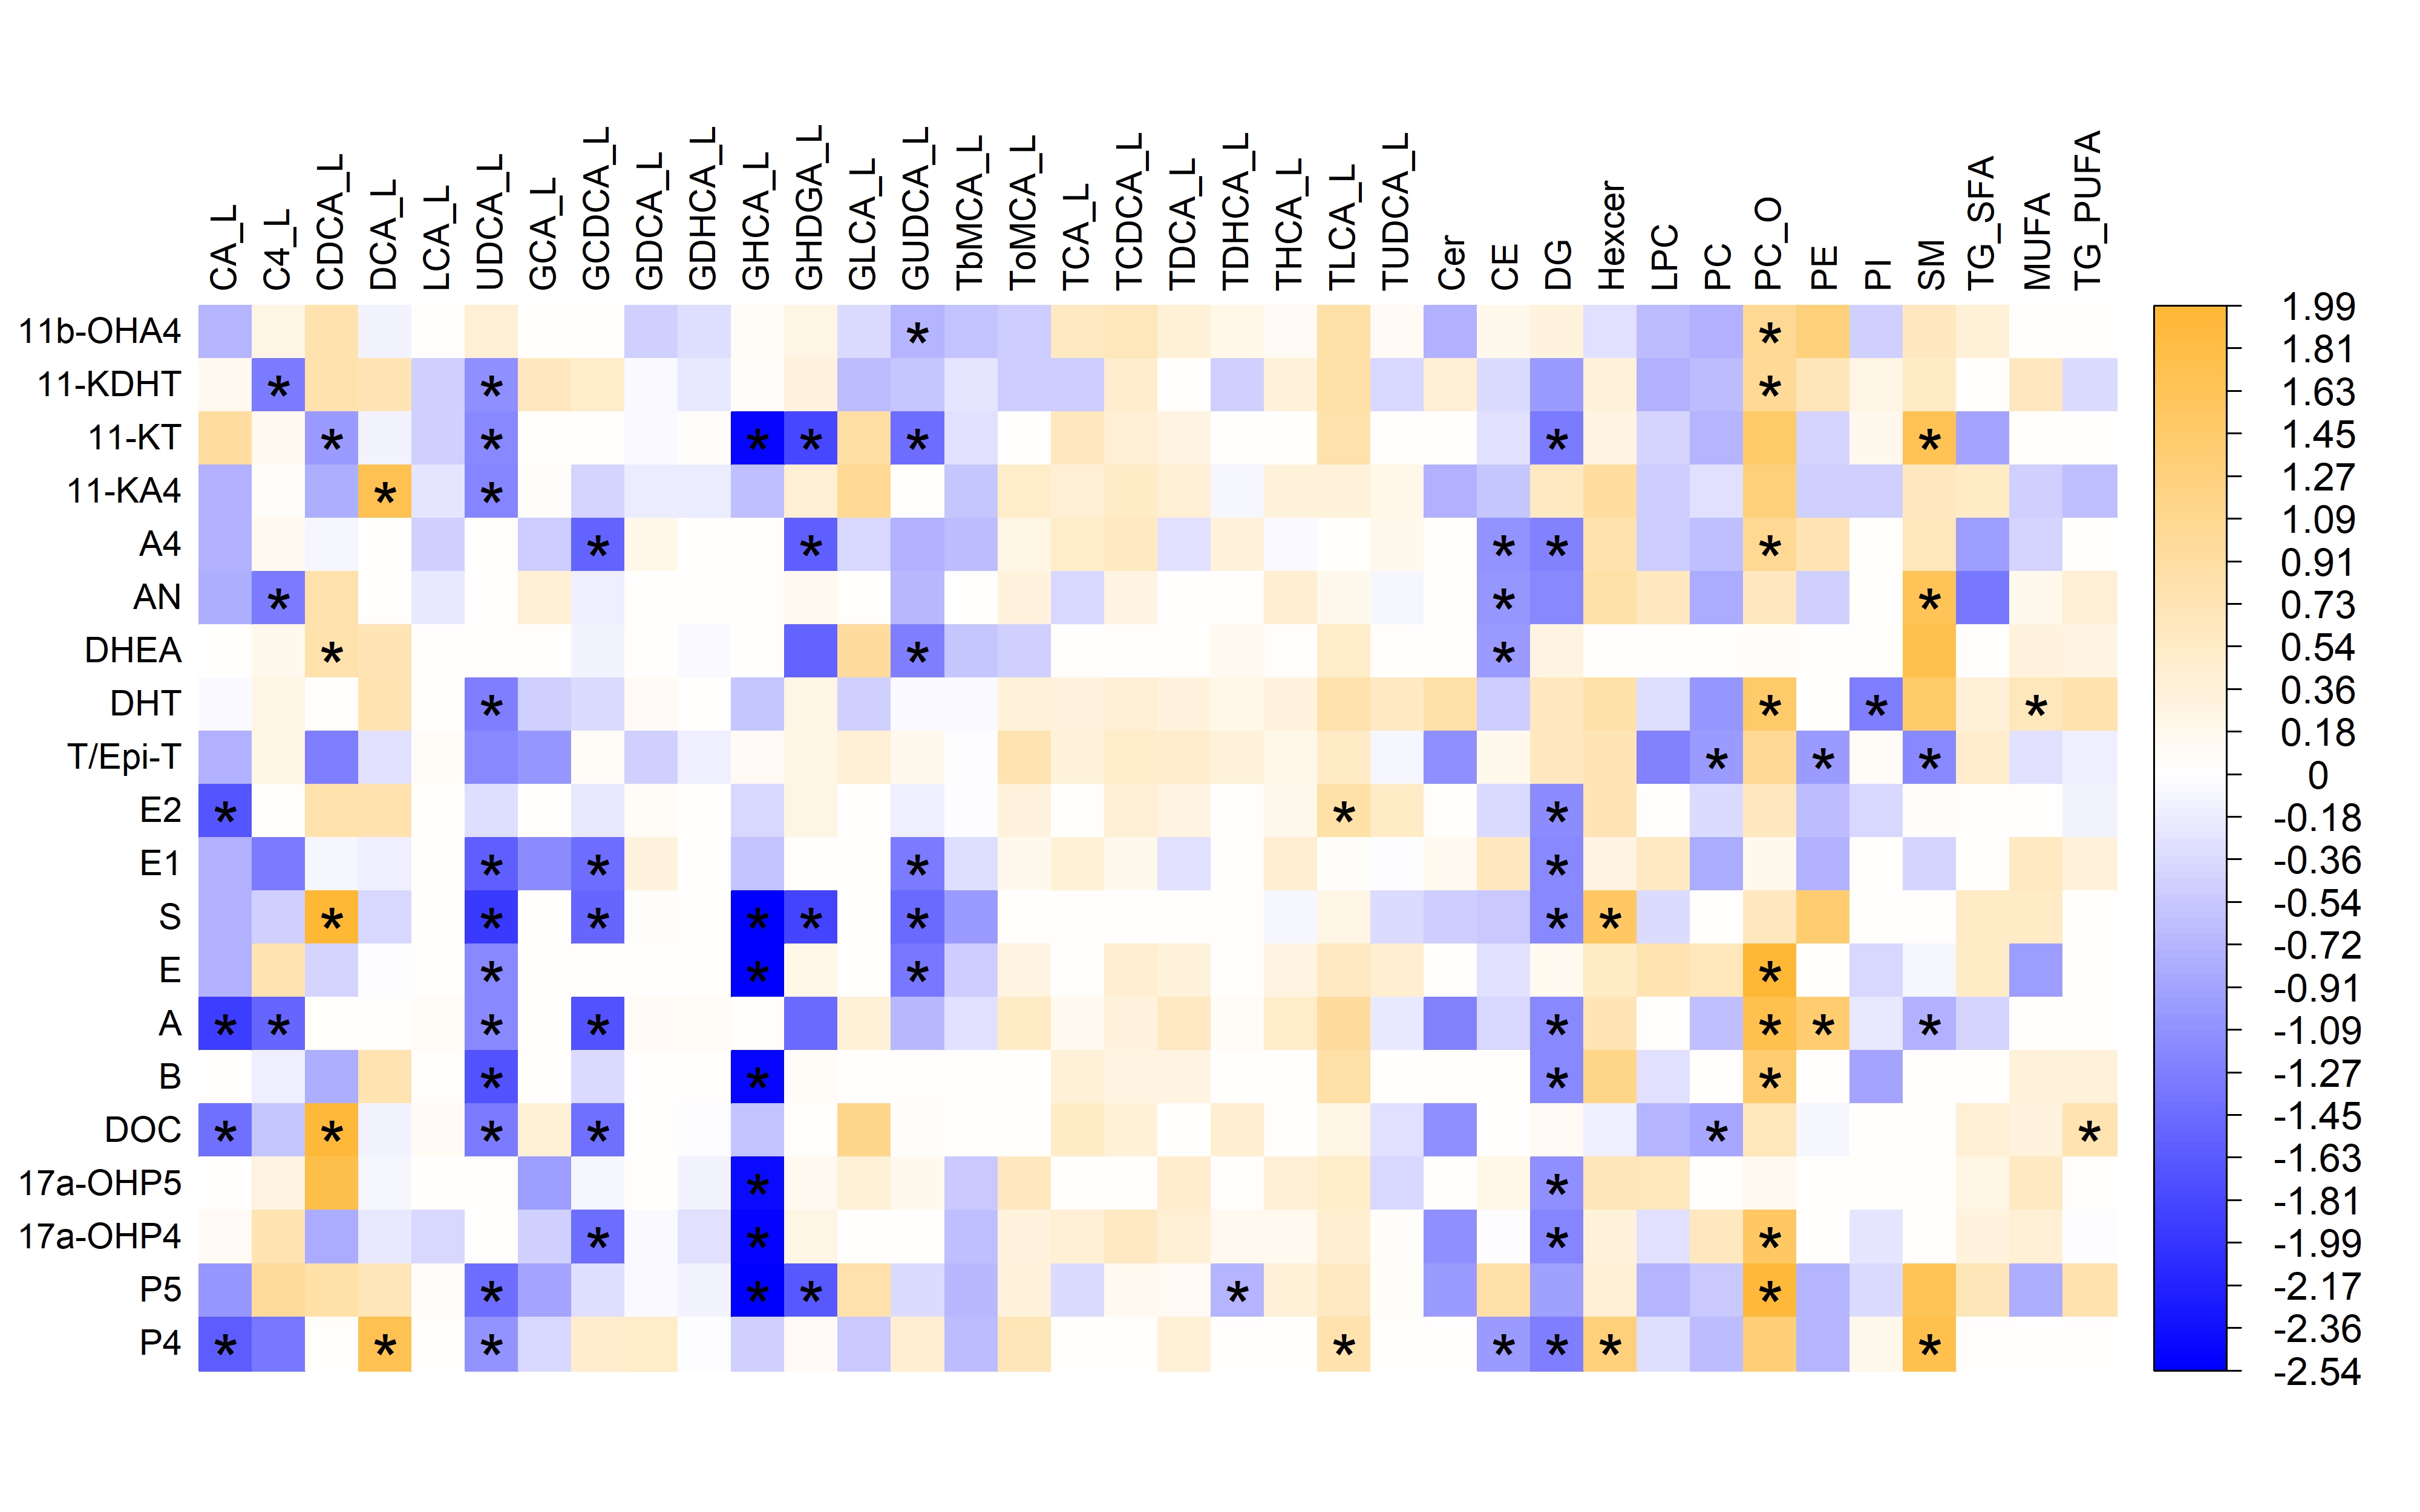 CA_L
C4_L
CDCA_L
DCA_L
LCA_L
UDCA_L
GCA_L
GCDCA_L
GDCA_L
GDHCA_L
GHCA_L
GHDGA_L
GLCA_L
GUDCA_L
TbMCA_L
ToMCA_L
TCA_L
TCDCA_L
TDCA_L
TDHCA_L
THCA_L
TLCA_L
TUDCA_L
Cer
CE
DG
Hexcer
LPC
PC
PC_O
PE
PI
SM
TG_SFA
MUFA
TG_PUFA
11b-OHA4 * *
11-KDHT * * *
11-KT * * * * * * *
11-KA4 * *
A4 * * * * *
AN * * *
DHEA * * *
DHT * * * *
T/Epi-T * * *
E2 * * *
E1 * * * *
S * * * * * * * *
E * * * *
A * * * * * * * *
B * * * *
DOC * * * * * *
17a-OHP5 * *
17a-OHP4 * * * *
P5 * * * * *
P4 * * * * * * * *
1.99
1.81
1.63
1.45
1.27
1.09
0.91
0.73
0.54
0.36
0.18
0
-0.18
-0.36
-0.54
-0.72
-0.91
-1.09
-1.27
-1.45
-1.63
-1.81
-1.99
-2.17
-2.36
-2.54